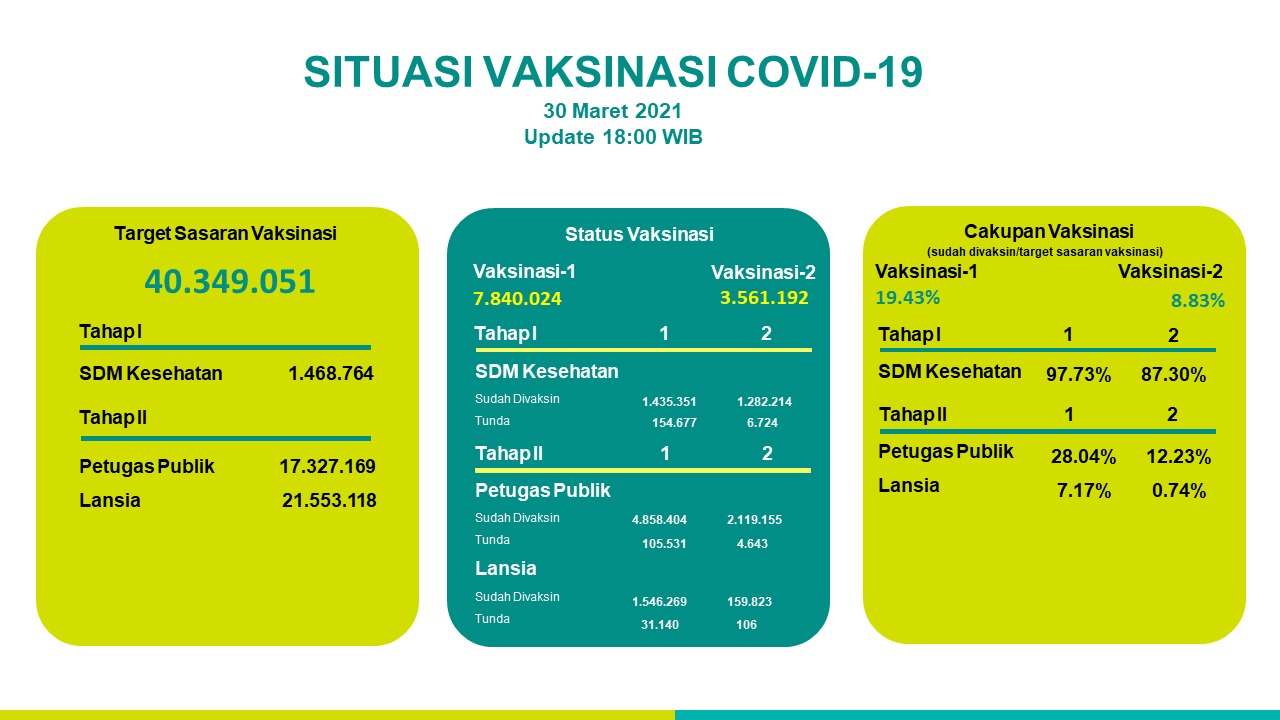 SITUASI VAKSINASI COVID-19
30 Maret 2021
Update 18:00 WIB
Target Sasaran Vaksinasi
40.349.051
Tahap I
SDM Kesehatan 1.468.764
Tahap II
Petugas Publik 17.327.169
Lansia 21.553.118
Status Vaksinasi
Vaksinasi-1 Vaksinasi-2
7.840.024 3.561.192
Tahap I 1 2
SDM Kesehatan
Sudah Divaksin 1.435.351 1.282.214
Tunda 154.677 6.724
Tahap II 1 2
Petugas Publik
Sudah Divaksin 4.858.404 2.119.155
Tunda 105.531 4.643
Lansia
Sudah Divaksin 1.546.269 159.823
Tunda 31.140 106
Cakupan Vaksinasi
(sudah divaksin/target sasaran vaksinasi)
Vaksinasi-1 Vaksinasi-2
19.43% 8.83%
Tahap I 1 2
SDM Kesehatan 97.73% 87.30%
Tahap II 1 2
Petugas Publik 28.04% 12.23%
Lansia 7.17% 0.74%